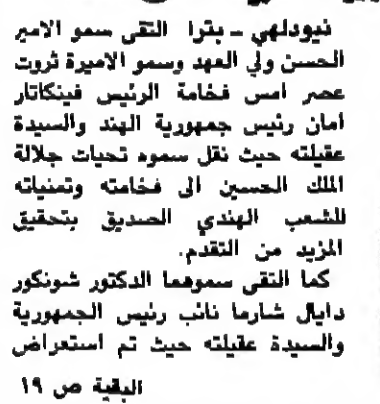 نيودلهي ـ بترا التقى سمو الامير
الحسن ولي العهد وسمو الاميرة ثروت
عصر امس فخامة الرئيس فينكاتار
امان رئيس جمهورية الهند والسيدة
عقيلته حيث نقل سموه تحيات جلالة
الملك الحسين الى فخامته وتمنياته
للشعب الهندي الصديق بتحقيق
المزيد من التقدم.
كما التقى سموهما الدكتور شونكور
دايال شارما نائب رئيس الجمهورية
والسيدة عقيلته حيث تم استعراض
البقية ص ١٩